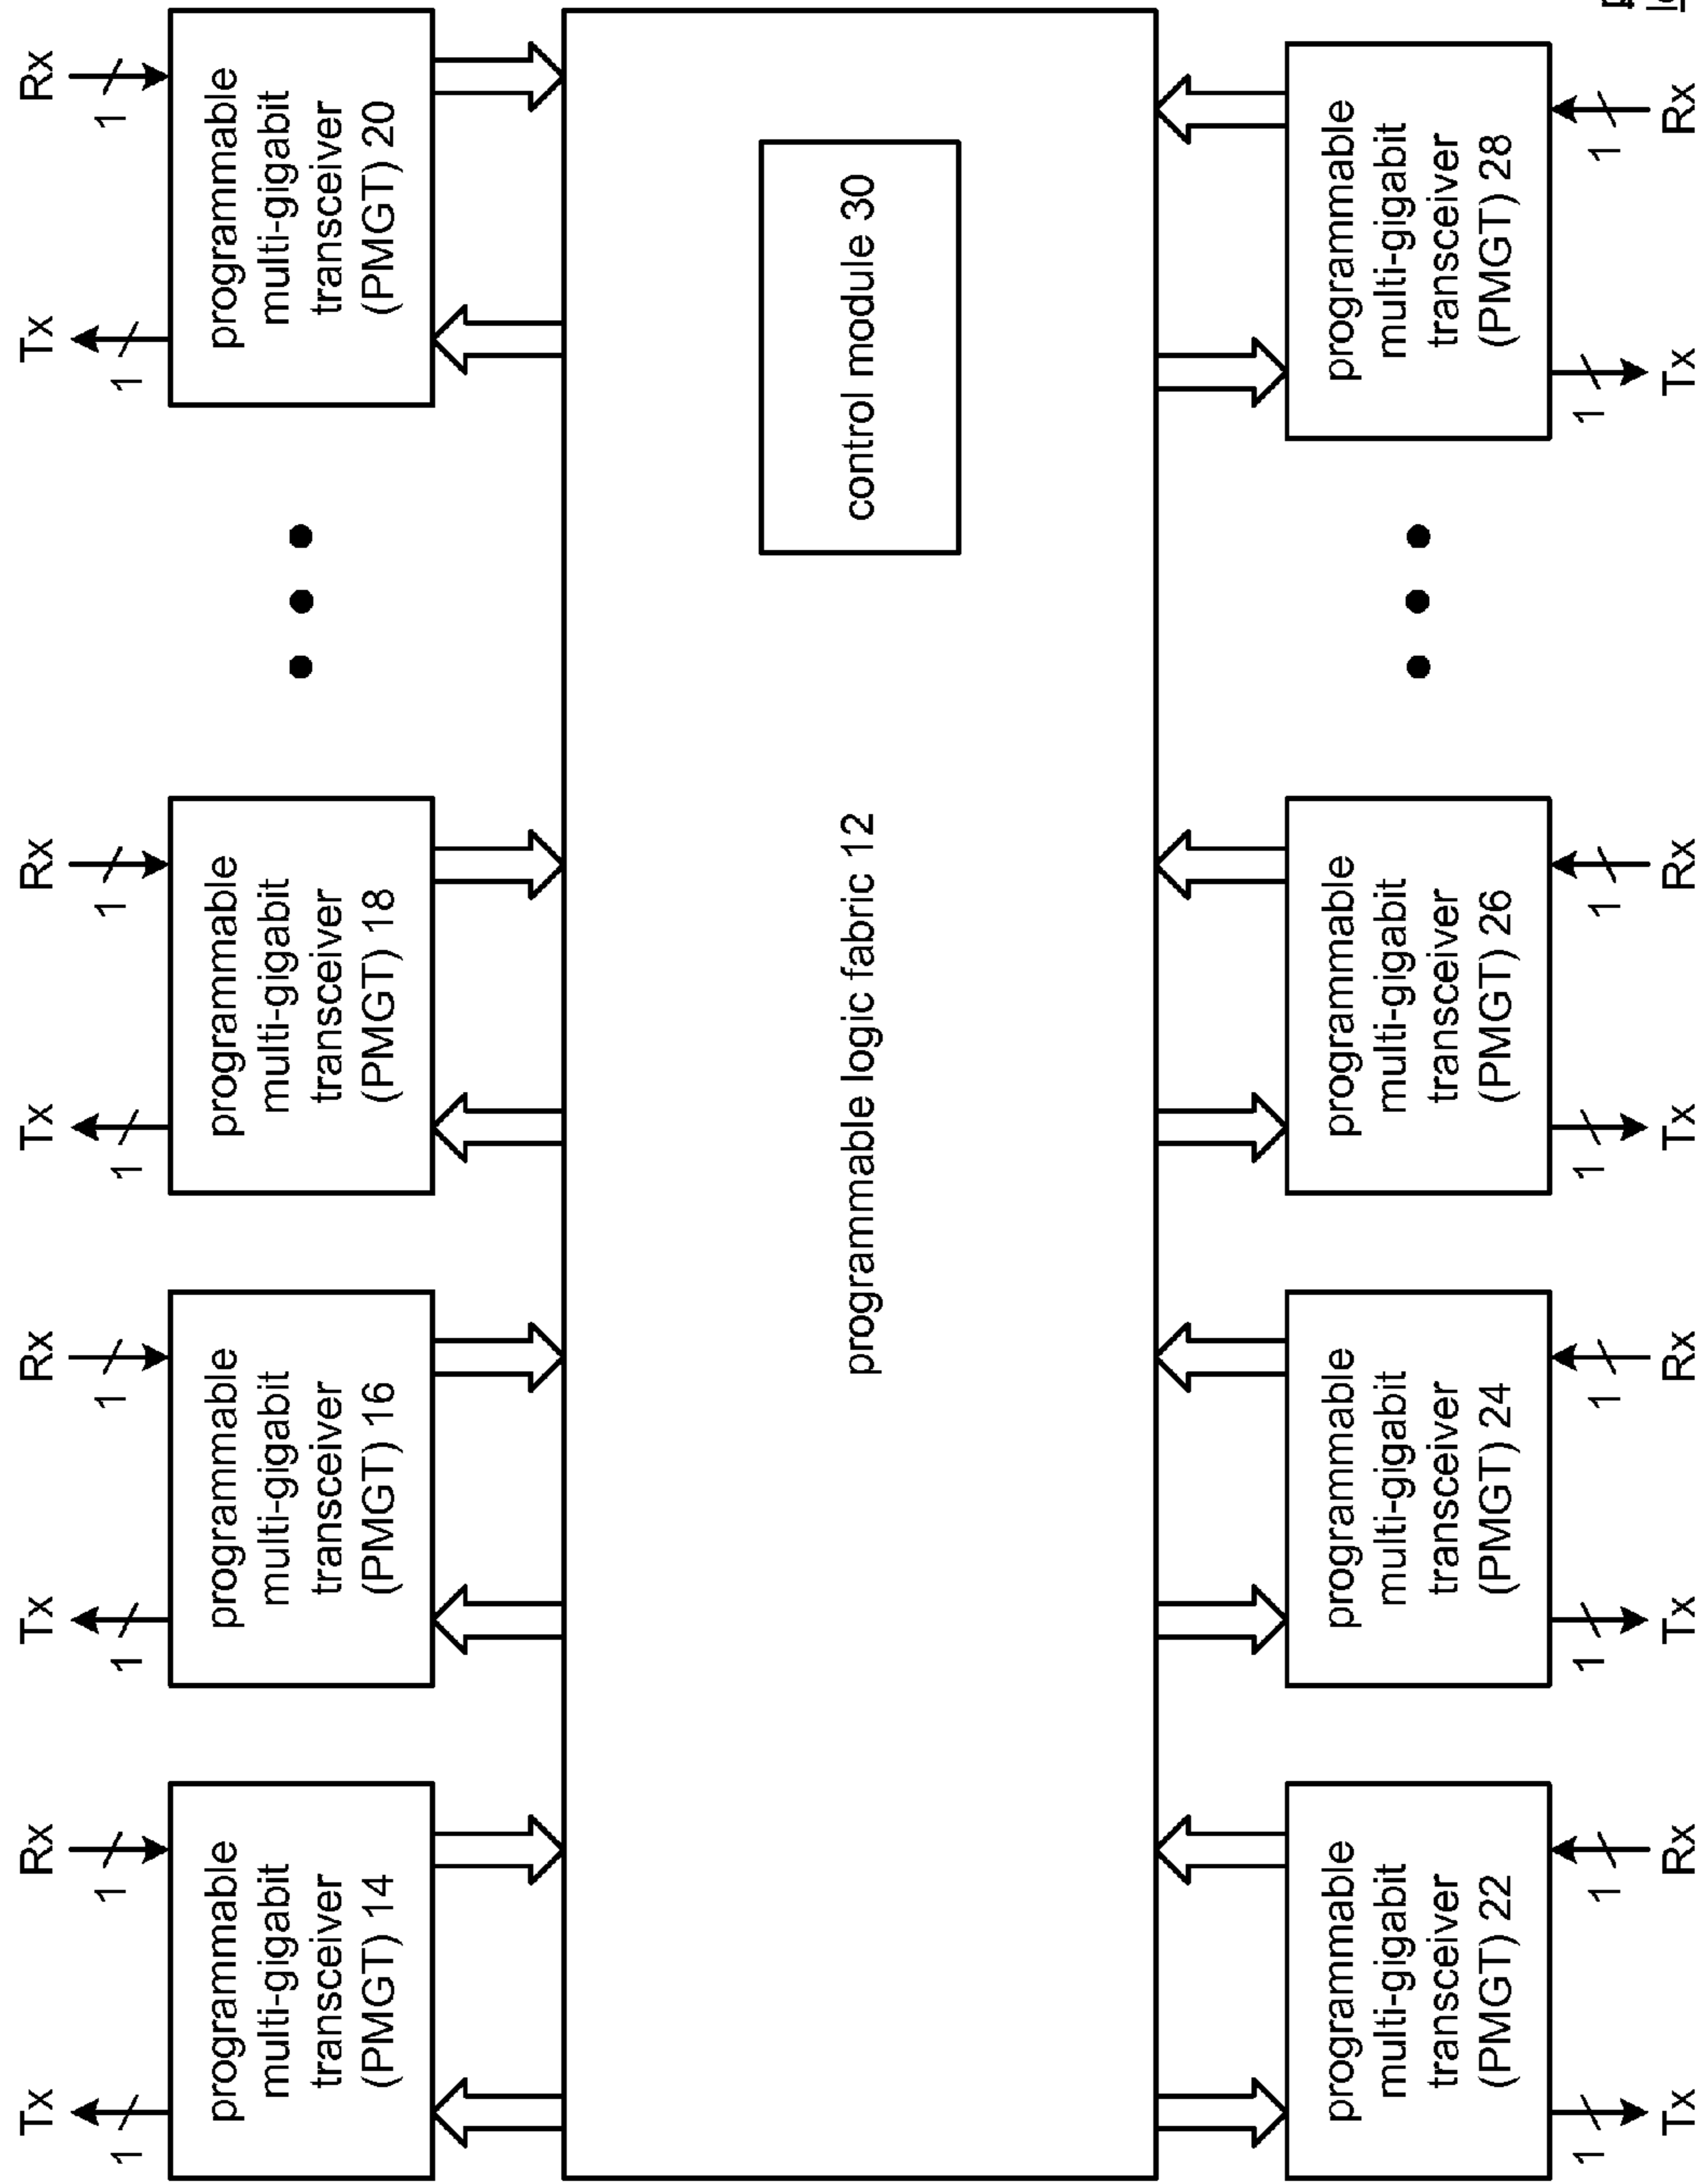 Tx
Rx
Tx
Rx
Tx
Rx
Tx
Rx
1
1
1
1
1
1
1
1
programmable
multi-gigabit
transceiver
(PMGT) 14
programmable
multi-gigabit
transceiver
(PMGT) 16
programmable
multi-gigabit
transceiver
(PMGT) 18
programmable
multi-gigabit
transceiver
(PMGT) 20
programmable logic fabric 12
control module 30
programmable
multi-gigabit
transceiver
(PMGT) 22
programmable
multi-gigabit
transceiver
(PMGT) 24
programmable
multi-gigabit
transceiver
(PMGT) 26
programmable
multi-gigabit
transceiver
(PMGT) 28
1
1
1
1
1
1
1
1
Tx
Rx
Tx
Rx
Tx
Rx
Tx
Rx